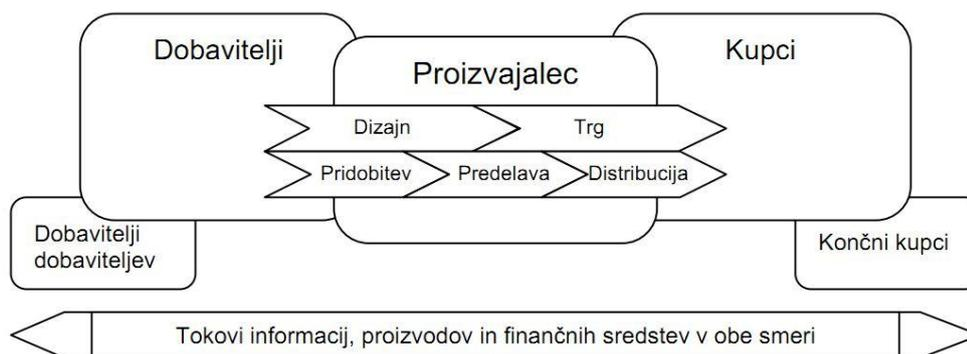 Dobavitelji
Kupci
Proizvajalec
Dizajn
Trg
Pridobitev
Predelava
Distribucija
Dobavitelji
dobaviteljev
Končni kupci
Tokovi informacij, proizvodov in finančnih sredstev v obe smeri